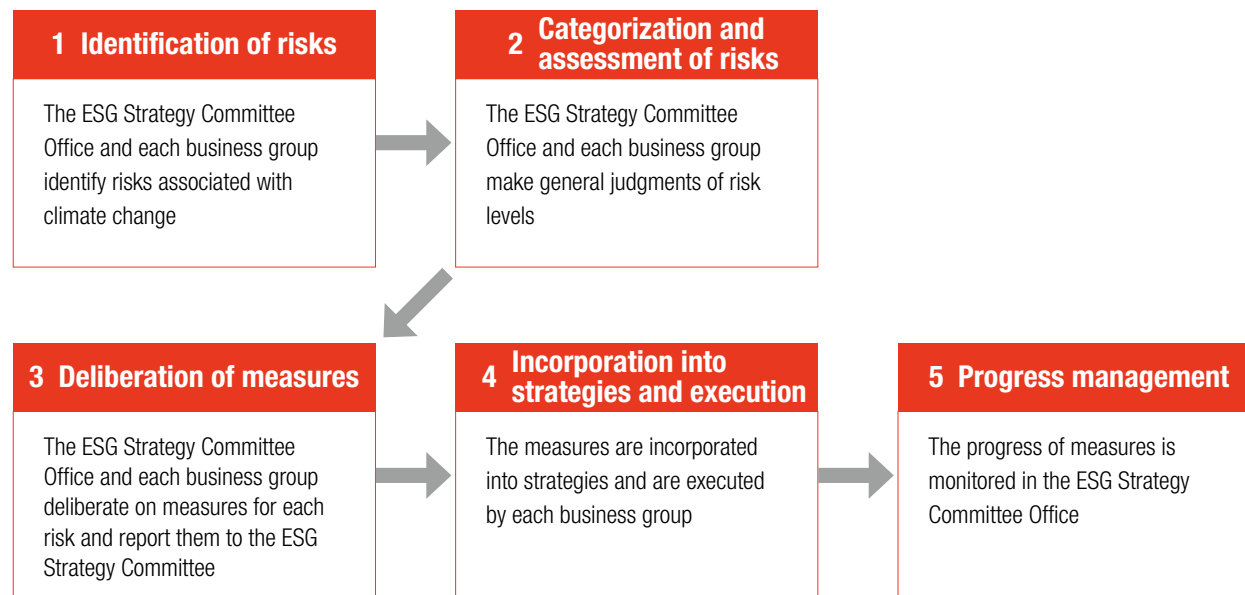 1 Identification of risks
The ESG Strategy Committee
Office and each business group
identify risks associated with
climate change
2 Categorization and
assessment of risks
The ESG Strategy Committee
Office and each business group
make general judgments of risk
levels
3 Deliberation of measures
The ESG Strategy Committee
Office and each business group
deliberate on measures for each
risk and report them to the ESG
Strategy Committee
4 Incorporation into
strategies and execution
The measures are incorporated
into strategies and are executed
by each business group
5 Progress management
The progress of measures is
monitored in the ESG Strategy
Committee Office